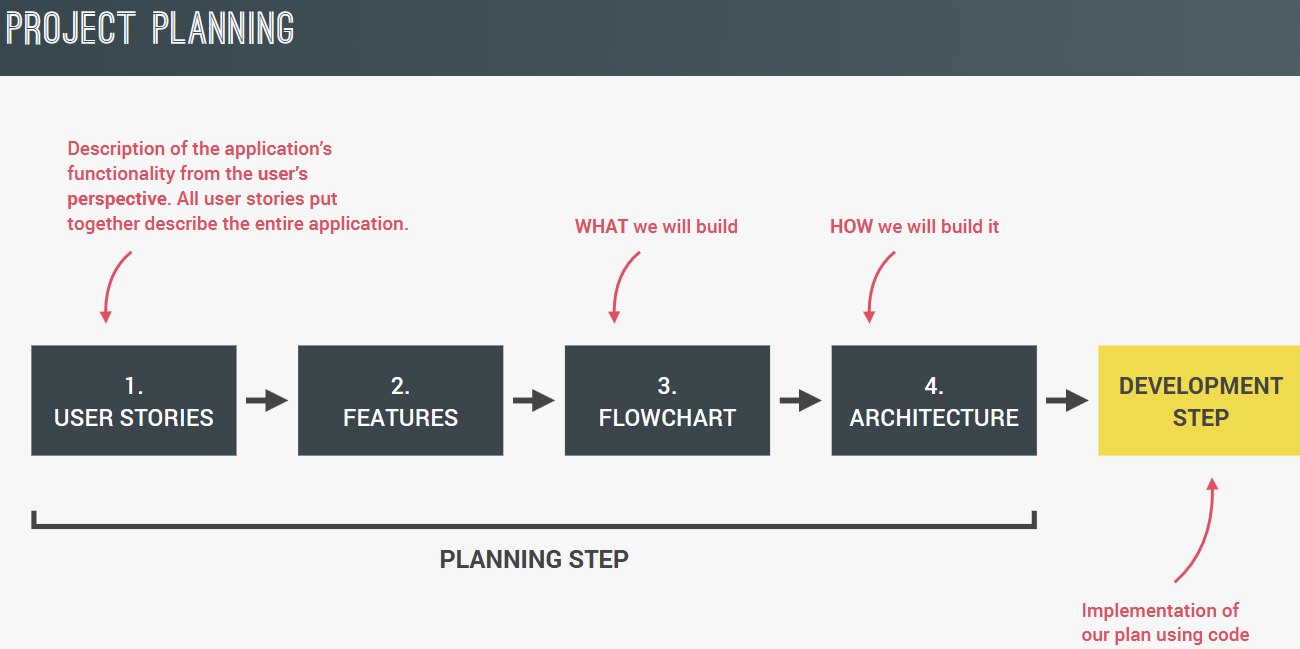 PROJECT PLANNING
Description of the application's
functionality from the user's
perspective. All user stories put
together describe the entire application.
WHAT we will build
HOW we will build it
1.
USER STORIES
2.
FEATURES
3.
FLOWCHART
4.
ARCHITECTURE
DEVELOPMENT
STEP
PLANNING STEP
Implementation of
our plan using code